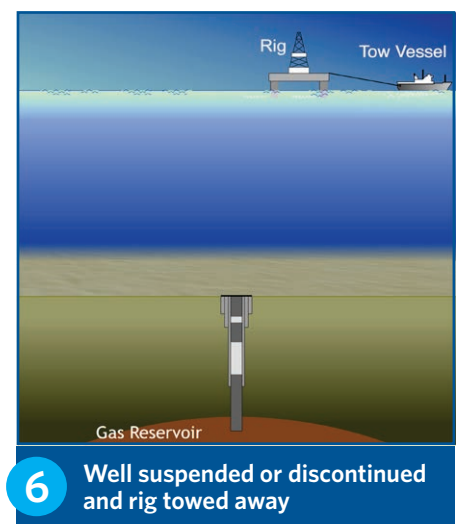 Rig
Tow Vessel
Gas Reservoir
6
Well suspended or discontinued
and rig towed away